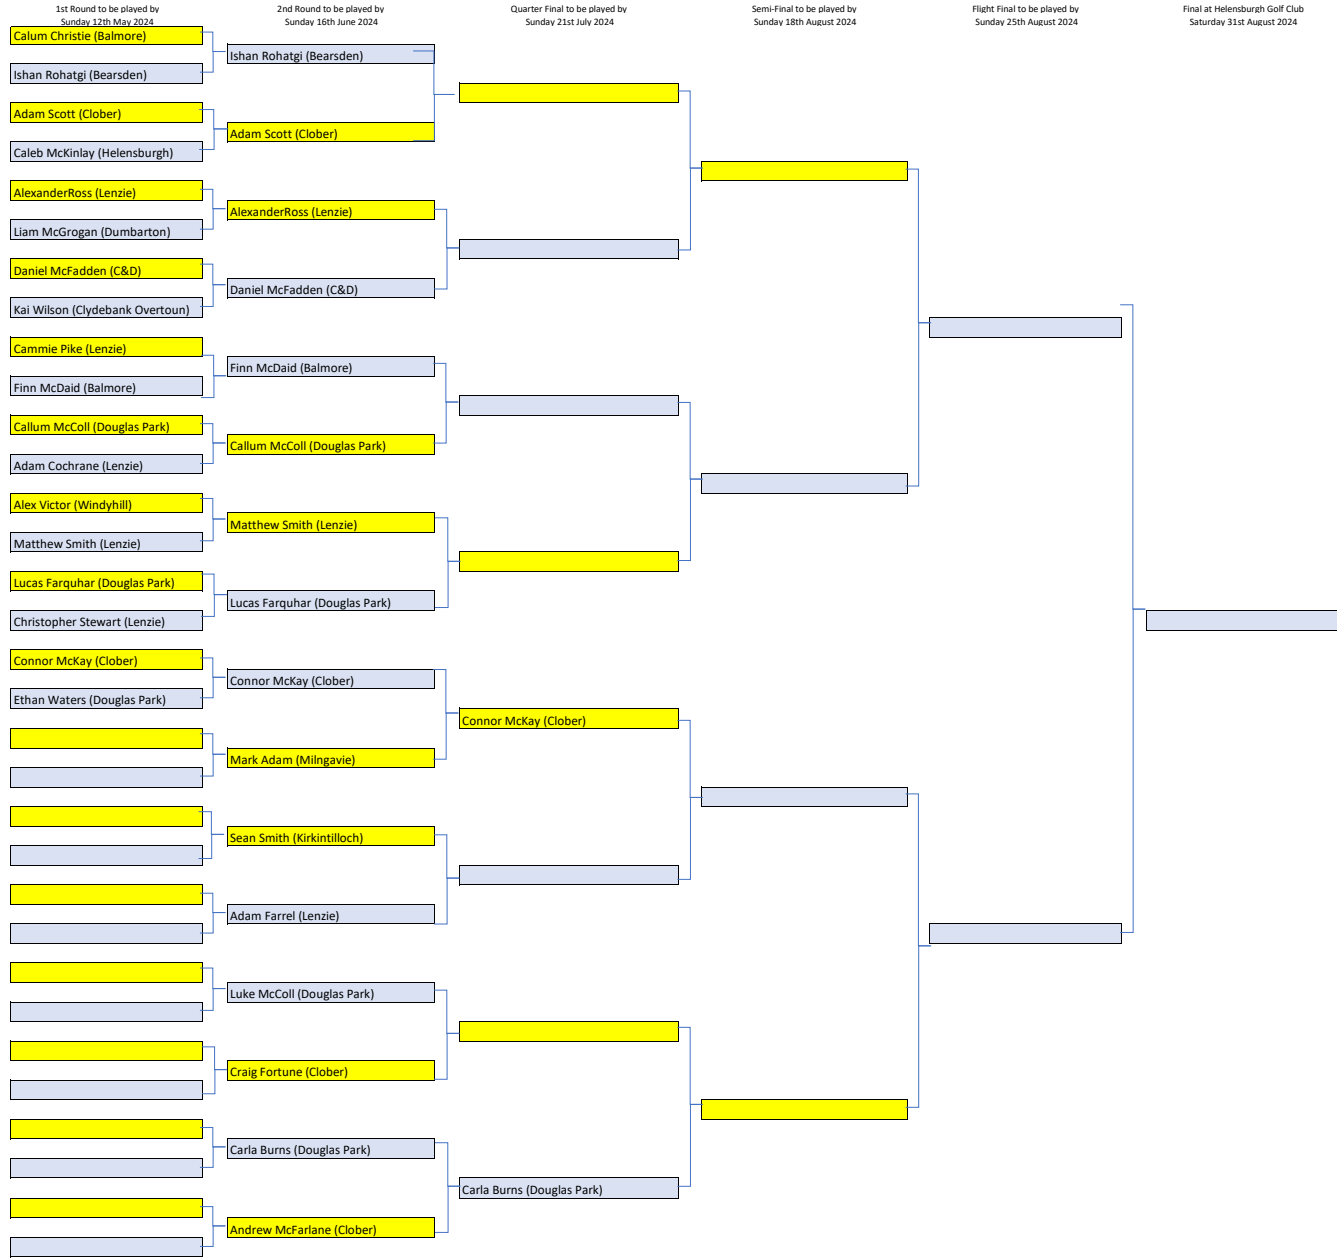 1st Round to be played by
Sunday 12th May 2024
2nd Round to be played by
Sunday 16th June 2024
Quarter Final to be played by
Sunday 21st July 2024
Semi-Final to be played by
Sunday 18th August 2024
Flight Final to be played by
Sunday 25th August 2024
Final at Helensburgh Golf Club
Saturday 31st August 2024
Calum Christie (Balmore)
Ishan Rohatgi (Bearsden)
Adam Scott (Clober)
Caleb McKinlay (Helensburgh)
AlexanderRoss (Lenzie)
Liam McGrogan (Dumbarton)
Daniel McFadden (C&D)
Kai Wilson (Clydebank Overtoun)
Cammie Pike (Lenzie)
Finn McDaid (Balmore)
Callum McColl (Douglas Park)
Adam Cochrane (Lenzie)
Alex Victor (Windyhill)
Matthew Smith (Lenzie)
Lucas Farquhar (Douglas Park)
Christopher Stewart (Lenzie)
Connor McKay (Clober)
Ethan Waters (Douglas Park)
Ishan Rohatgi (Bearsden)
Adam Scott (Clober)
AlexanderRoss (Lenzie)
Daniel McFadden (C&D)
Finn McDaid (Balmore)
Callum McColl (Douglas Park)
Matthew Smith (Lenzie)
Lucas Farquhar (Douglas Park)
Connor McKay (Clober)
Mark Adam (Milngavie)
Sean Smith (Kirkintilloch)
Adam Farrel (Lenzie)
Luke McColl (Douglas Park)
Craig Fortune (Clober)
Carla Burns (Douglas Park)
Andrew McFarlane (Clober)
Connor McKay (Clober)
Carla Burns (Douglas Park)